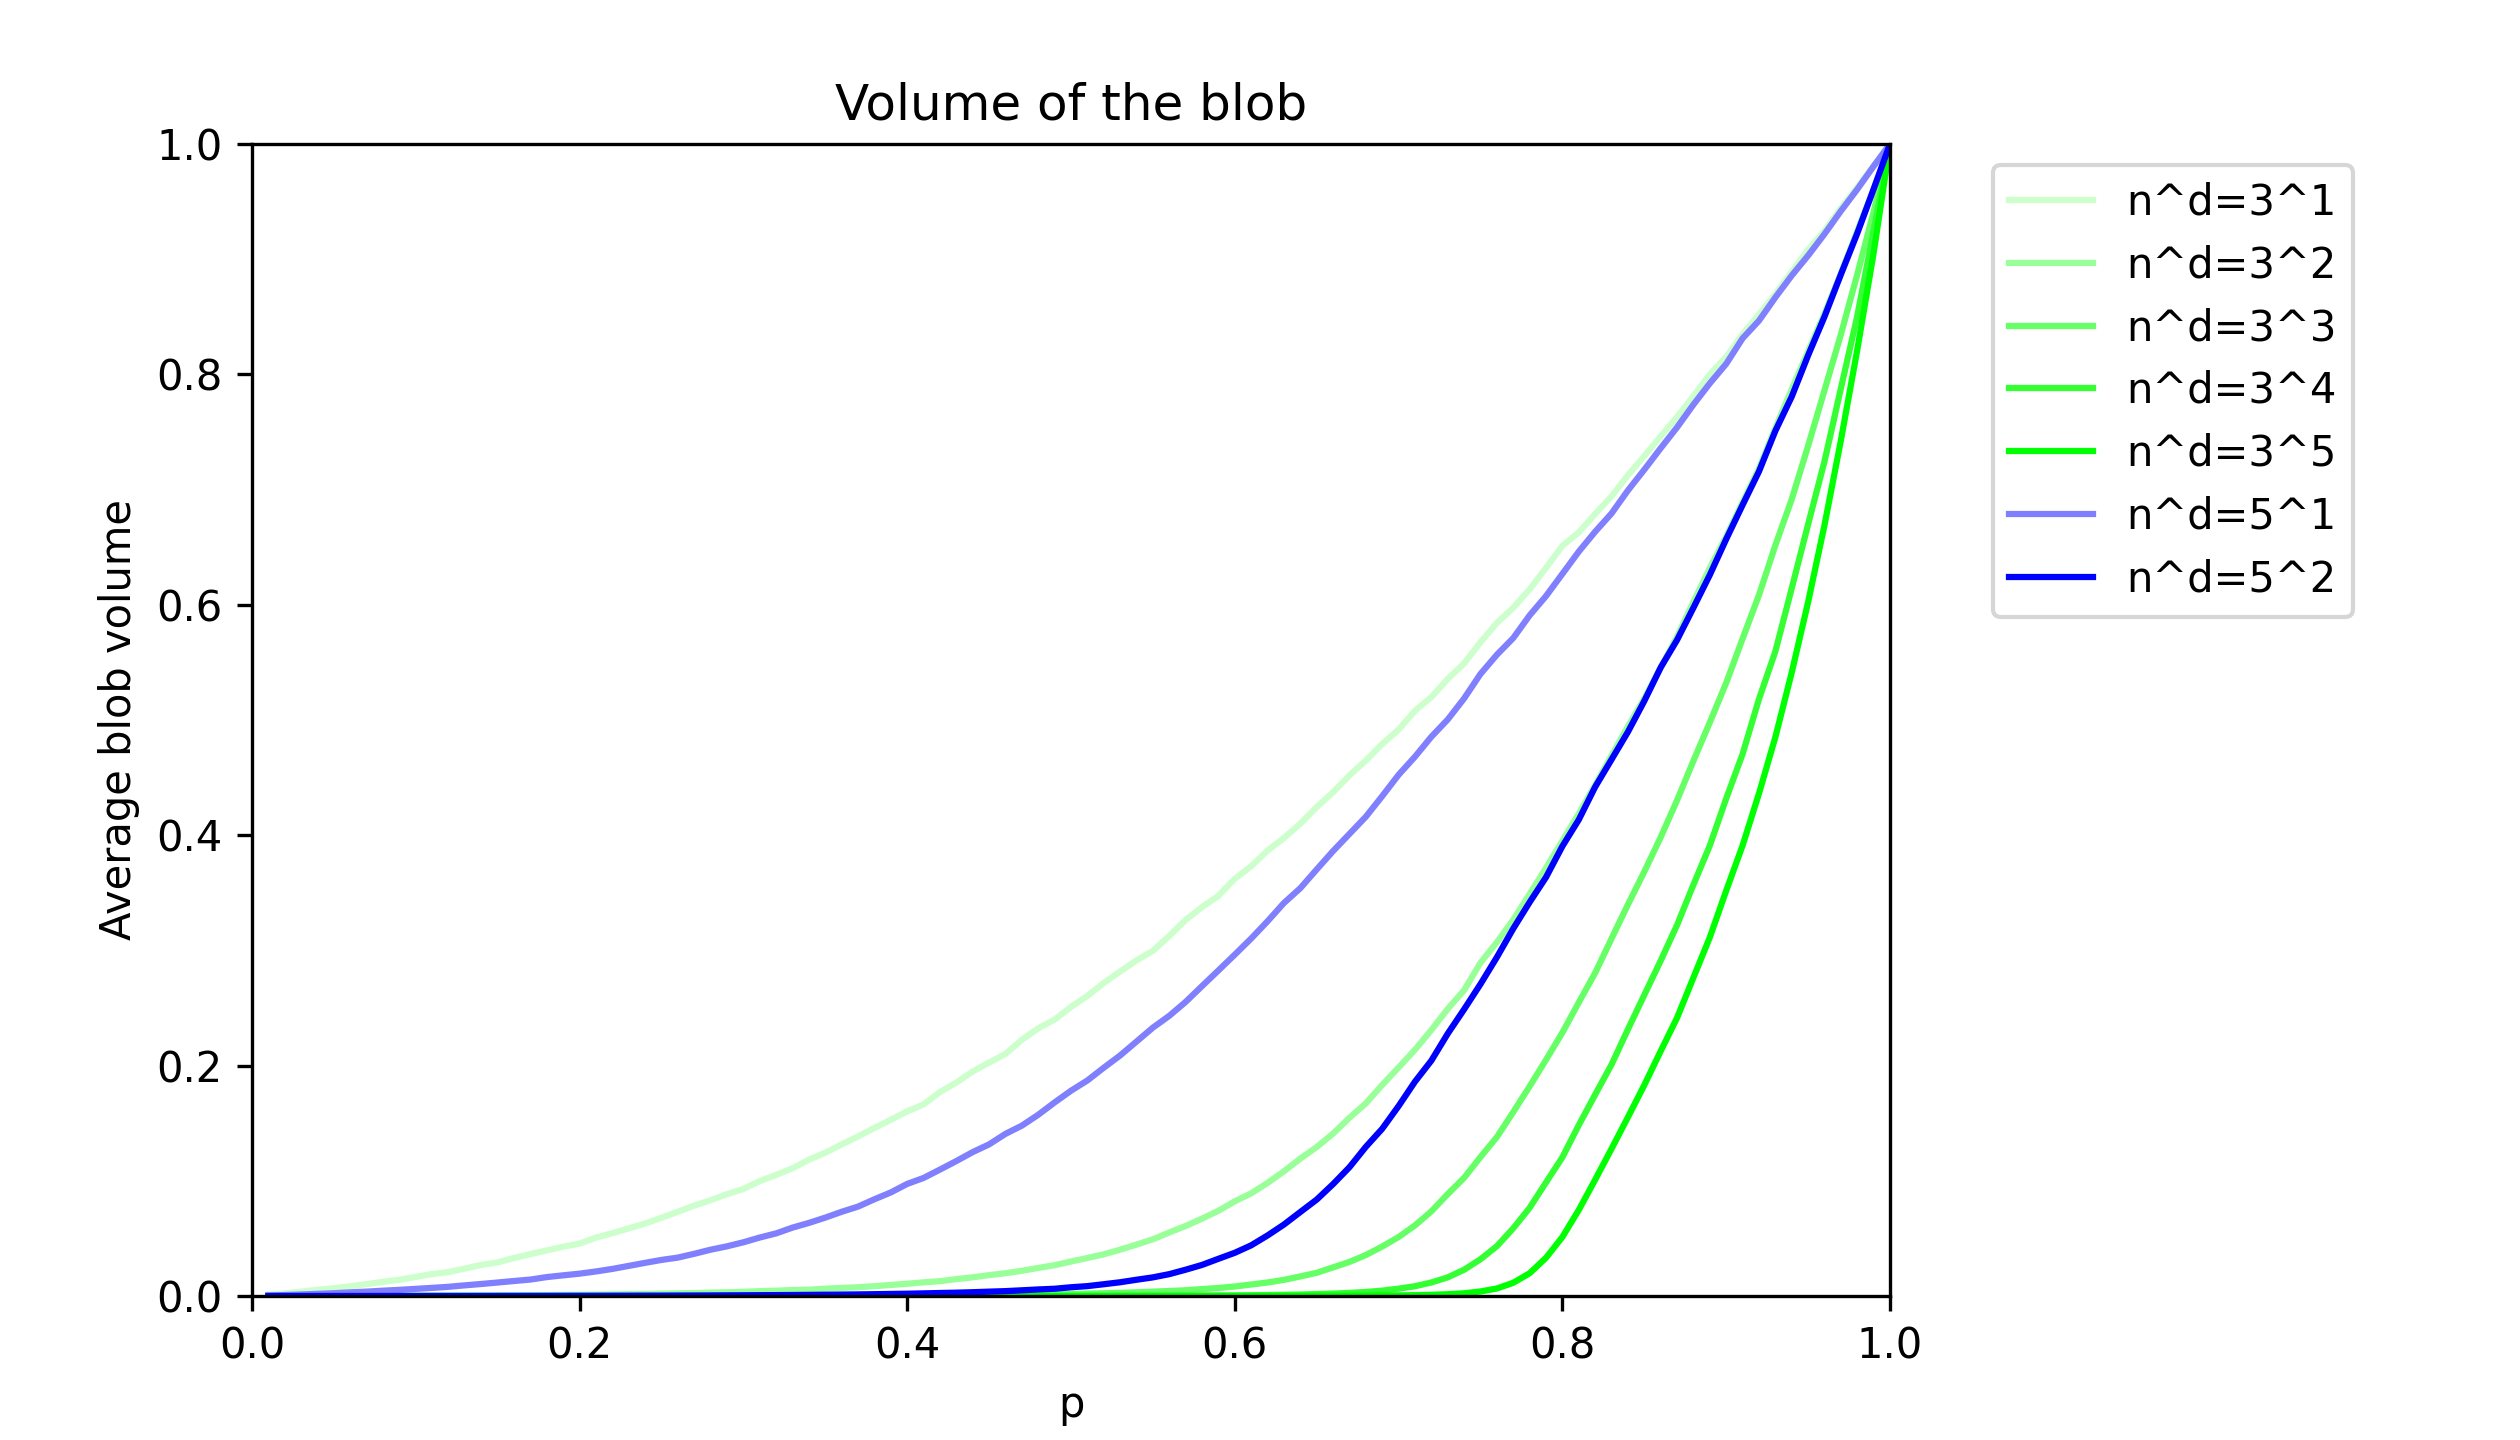 Volume of the blob
1.0
0.8
0.6
0.4
0.2
0.0
Average blob volume
0.0 0.2 0.4 0.6 0.8 1.0
p
n^d=3^1
n^d=3^2
n^d=3^3
n^d=3^4
n^d=3^5
n^d=5^1
n^d=5^2